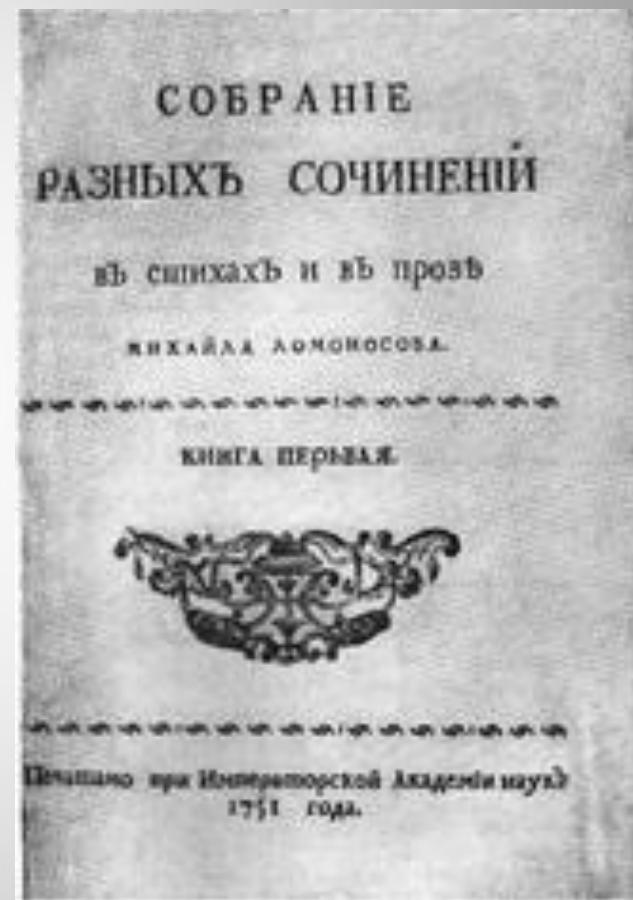 СОБРАНІЕ
РАЗНЫХЪ СОЧИНЕНІЙ
въ стихахъ и въ прозѣ
МИХАЙЛА ЛОМОНОСОВА.
КНИГА ПЕРЬВАЯ.
Печатано при Императорской Академіи наукъ
1751 года.